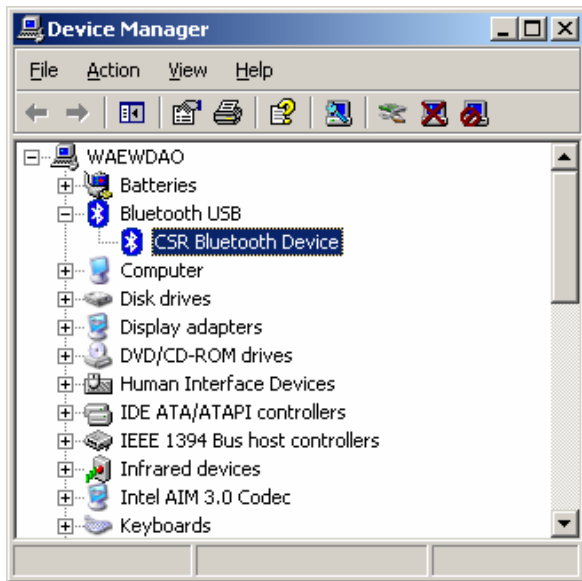 Device Manager
File Action View Help
WAEWDAO
Batteries
Bluetooth USB
CSR Bluetooth Device
Computer
Disk drives
Display adapters
DVD/CD-ROM drives
Human Interface Devices
IDE ATA/ATAPI controllers
IEEE 1394 Bus host controllers
Infrared devices
Intel AIM 3.0 Codec
Keyboards